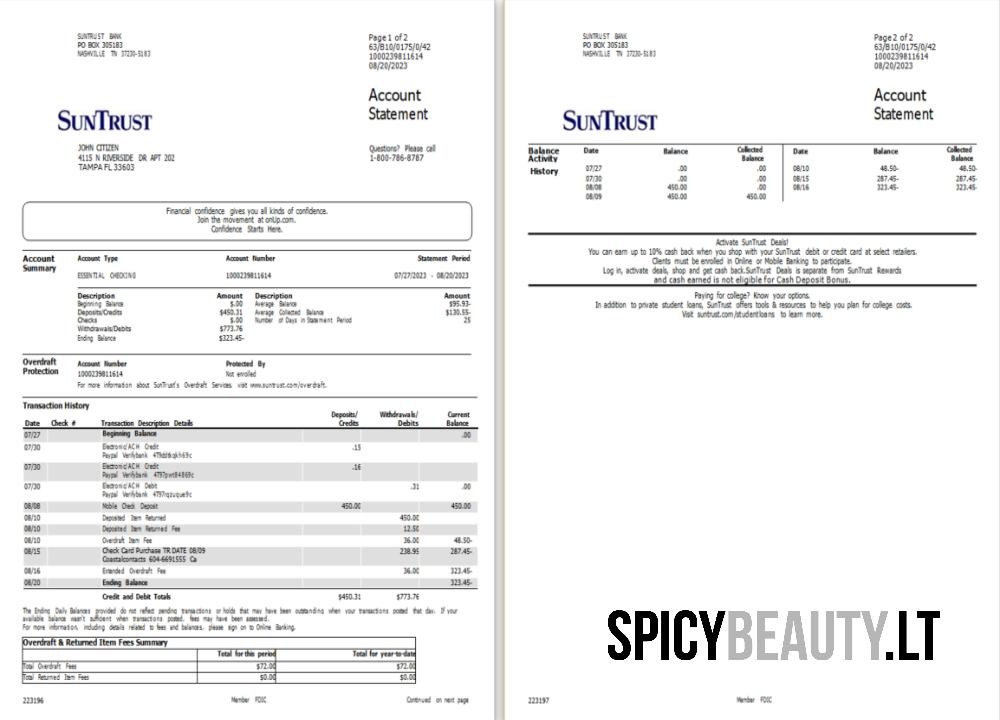 SUNTRUST BANK
PO BOX 305183
NASHVILLE TN 37230-5183
Page 1 of 2
63/B10/0175/0/42
1000239811614
08/20/2023
Account
Statement
SUNTRUST
JOHN CITIZEN
4115 N RIVERSIDE DR APT 202
TAMPA FL 33603
Questions? Please call
1-800-786-8787
Financial confidence gives you all kinds of confidence.
Join the movement at onUp.com.
Confidence Starts Here.
Account Summary
Account Type Account Number Statement Period
ESSENTIAL CHECKING 1000239811614 07/27/2023 - 08/20/2023
Description Amount Description Amount
Beginning Balance $.00 Average Balance $95.93-
Deposits/Credits $450.31 Average Collected Balance $130.55-
Checks $.00 Number of Days in Statement Period 25
Withdrawals/Debits $773.76
Ending Balance $323.45-
Overdraft Protection
Account Number Protected By
1000239811614 Not enrolled
For more information about SunTrust's Overdraft Services, visit www.suntrust.com/overdraft.
Transaction History
Date Check # Transaction Description Details Deposits/ Credits Withdrawals/ Debits Current Balance
07/27 Beginning Balance .00
07/30 Electronic/ACH Credit .15
Paypal Verifybank
07/30 Electronic/ACH Credit .16
Paypal Verifybank
07/30 Electronic/ACH Debit .31 .00
Paypal Verifybank
08/08 Mobile Check Deposit 450.00 450.00
08/10 Deposited Item Returned 450.00
08/10 Deposited Item Returned Fee 12.50
08/10 Overdraft Item Fee 36.00 48.50-
08/15 Check Card Purchase TR DATE 08/09 238.95 287.45-
Coastalcontacts 604-6691555 Ca
08/16 Extended Overdraft Fee 36.00 323.45-
08/20 Ending Balance 323.45-
Credit and Debit Totals $450.31 $773.76
The Ending Daily Balances provided do not reflect pending transactions or holds that may have been outstanding when your transactions posted that day. If your
available balance wasn't sufficient when transactions posted, fees may have been assessed.
For more information, including details related to fees and balances, please sign on to Online Banking.
Overdraft & Returned Item Fees Summary
Total for this period Total for year-to-date
Total Overdraft Fees $72.00 $72.00
Total Returned Item Fees $0.00 $0.00
223196 Member FDIC Continued on next page
SUNTRUST BANK
PO BOX 305183
NASHVILLE TN 37230-5183
Page 2 of 2
63/B10/0175/0/42
1000239811614
08/20/2023
Account
Statement
SUNTRUST
Balance Activity History
Date Balance Collected Balance Date Balance Collected Balance
07/27 .00 .00 08/10 48.50- 48.50-
07/30 .00 .00 08/15 287.45- 287.45-
08/08 450.00 .00 08/16 323.45- 323.45-
08/09 450.00 450.00
Activate SunTrust Deals!
You can earn up to 10% cash back when you shop with your SunTrust debit or credit card at select retailers.
Clients must be enrolled in Online or Mobile Banking to participate.
Log in, activate deals, shop and get cash back.SunTrust Deals is separate from SunTrust Rewards
and cash earned is not eligible for Cash Deposit Bonus.
Paying for college? Know your options.
In addition to private student loans, SunTrust offers tools & resources to help you plan for college costs.
Visit suntrust.com/studentloans to learn more.
SPICYBEAUTY.LT
223197 Member FDIC